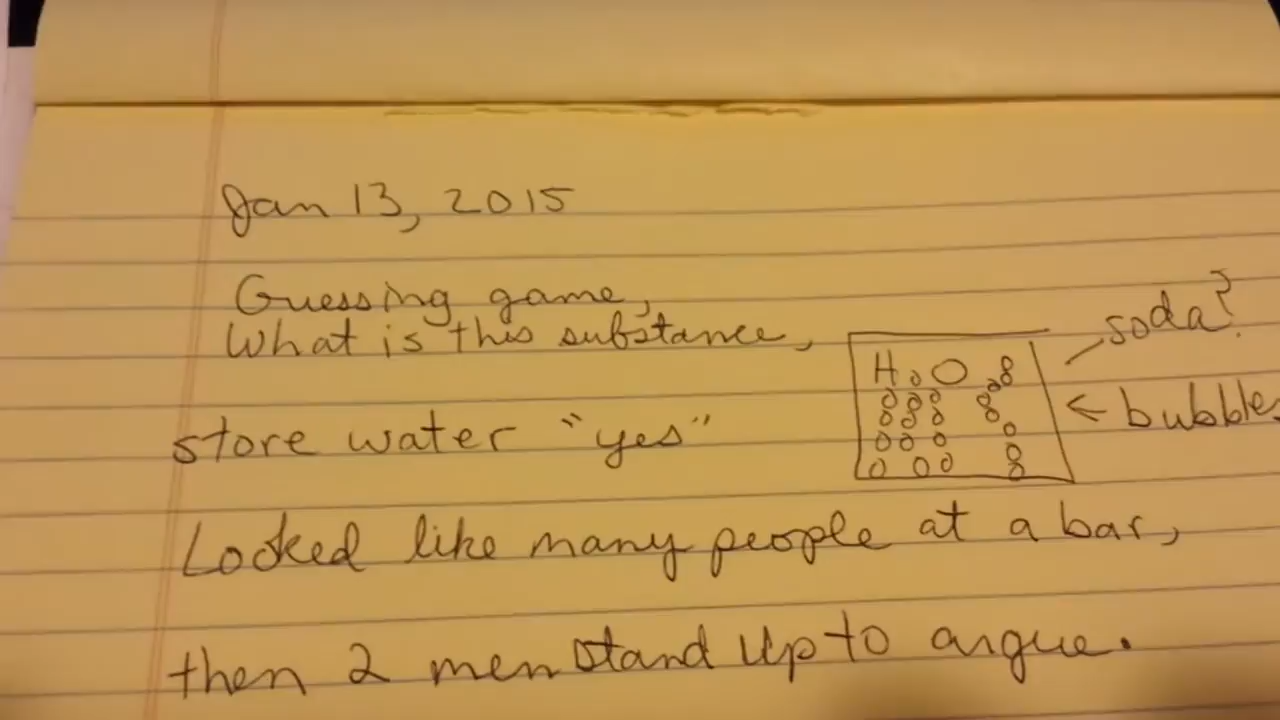 Jan 13, 2015
Guessing game,
What is this substance,
soda?
H2O
← bubbles
store water "yes"
Looked like many people at a bar,
then 2 men stand up to argue.